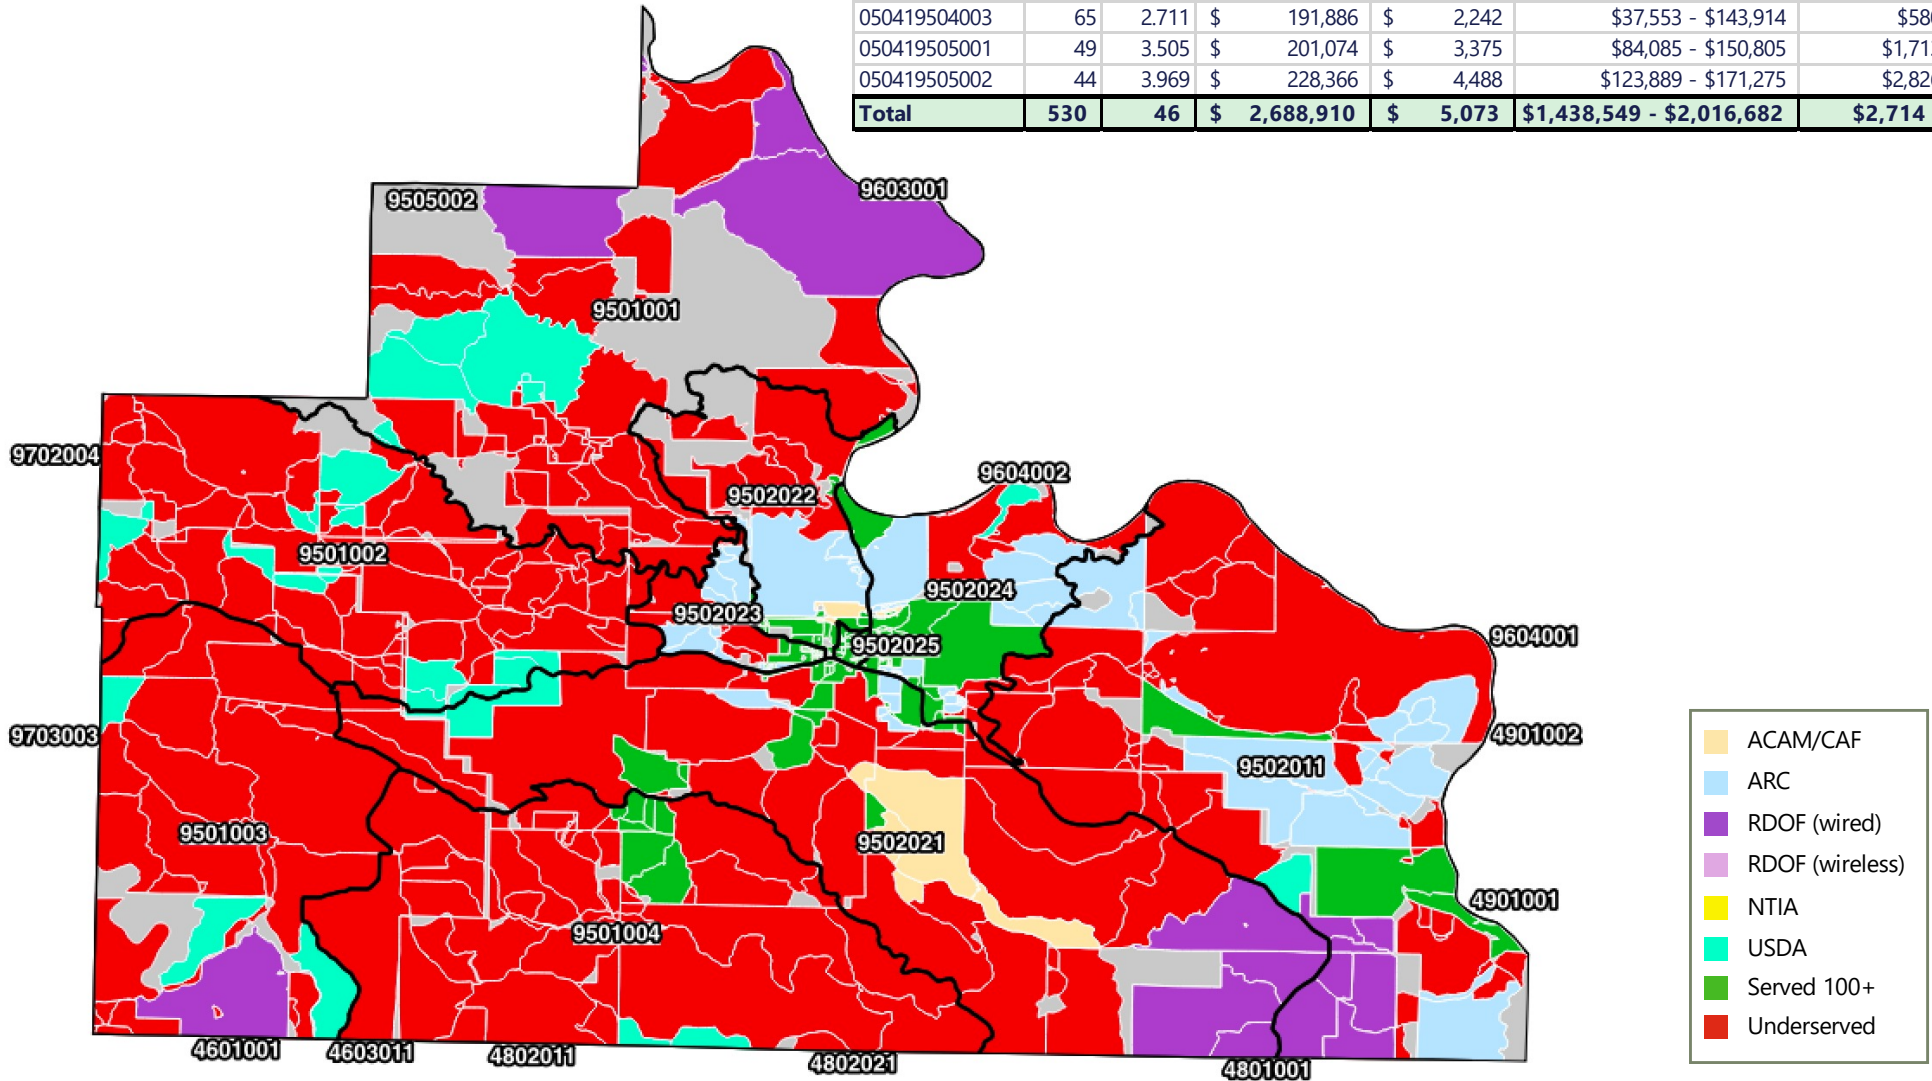 050419504003 65 2.711 $ 191,886 $ 2,242 $37,553 - $143,914
050419505001 49 3.505 $ 201,074 $ 3,375 $84,085 - $150,805
050419505002 44 3.969 $ 228,366 $ 4,488 $123,889 - $171,275
Total 530 46 $ 2,688,910 $ 5,073 $1,438,549 - $2,016,682 $2,714
9603001
9505002
9501001
9702004
9604002
9502022
9501002
9502024
9502023
9604001
9502025
9703003
4901002
9502011
9501003
9502021
4901001
9501004
4601001
4603011
4802011
4802021
4801001
ACAM/CAF
ARC
RDOF (wired)
RDOF (wireless)
NTIA
USDA
Served 100+
Underserved